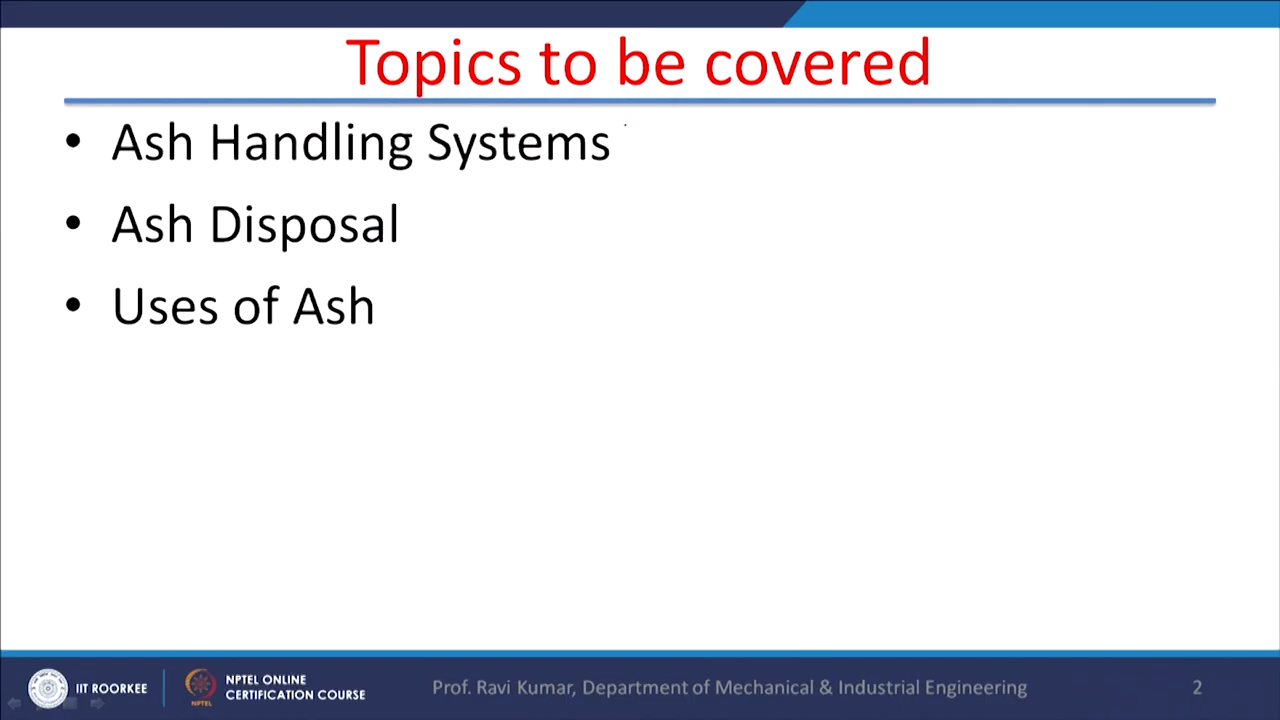 Topics to be covered
• Ash Handling Systems
• Ash Disposal
• Uses of Ash
IIT ROORKEE
NPTEL ONLINE
CERTIFICATION COURSE
NPTEL
Prof. Ravi Kumar, Department of Mechanical & Industrial Engineering
2